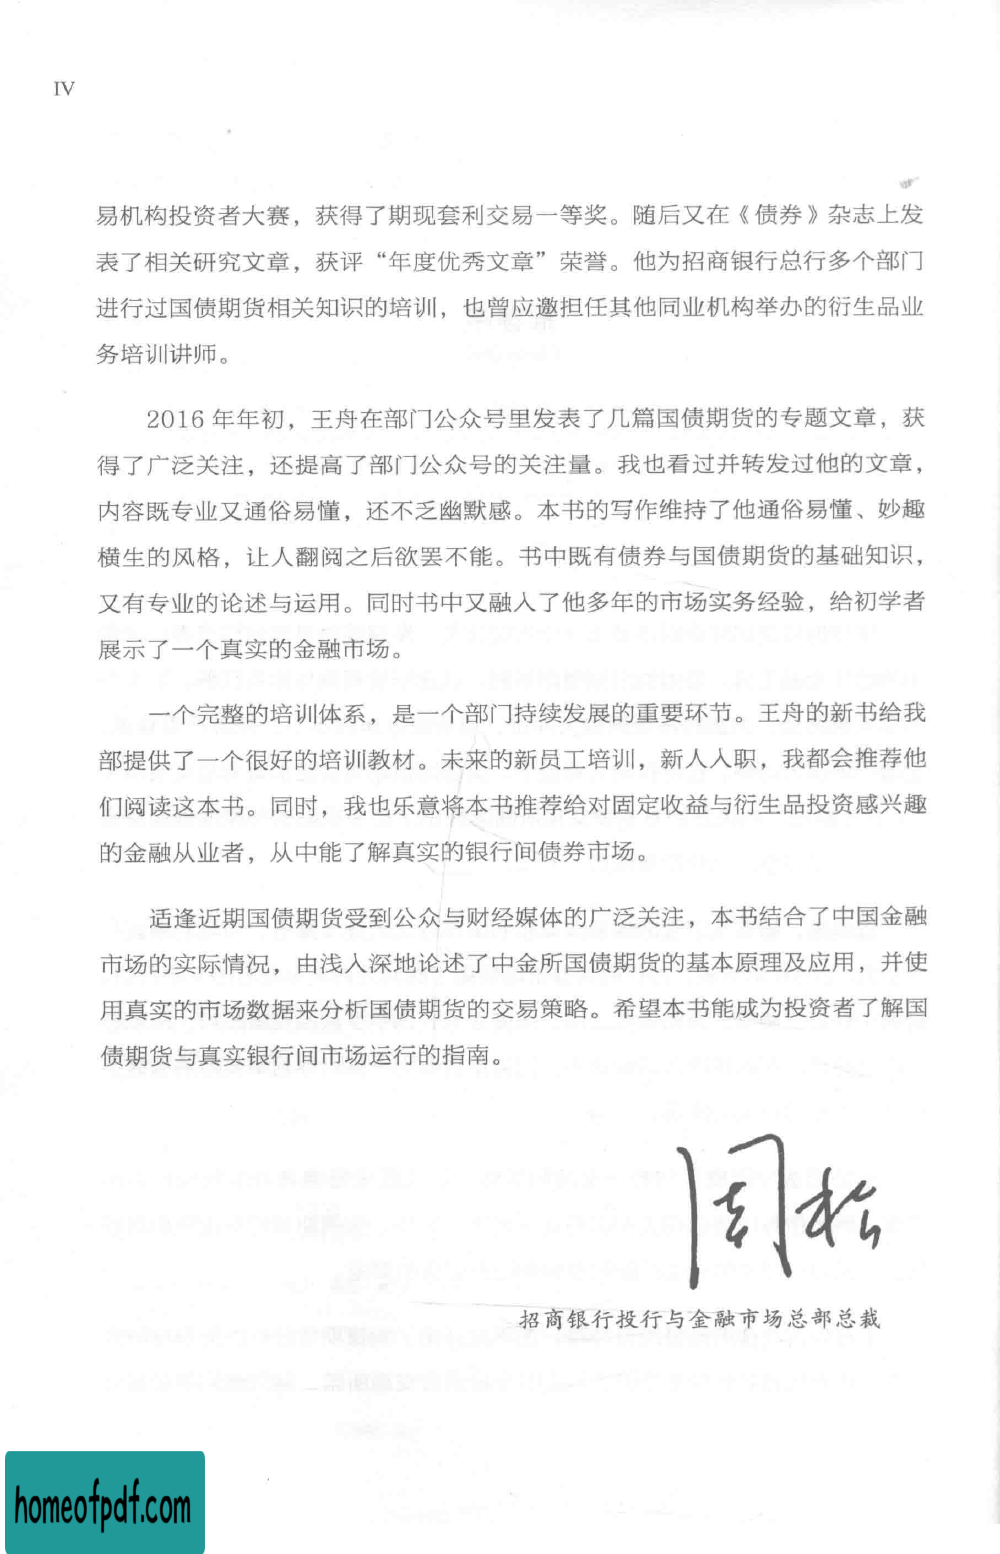 IV
易机构投资者大赛，获得了期现套利交易一等奖。随后又在《债券》杂志上发
表了相关研究文章，获评“年度优秀文章”荣誉。他为招商银行总行多个部门
进行过国债期货相关知识的培训，也曾应邀担任其他同业机构举办的衍生品业
务培训讲师。
2016 年年初，王舟在部门公众号里发表了几篇国债期货的专题文章，获
得了广泛关注，还提高了部门公众号的关注量。我也看过并转发过他的文章，
内容既专业又通俗易懂，还不乏幽默感。本书的写作维持了他通俗易懂、妙趣
横生的风格，让人翻阅之后欲罢不能。书中既有债券与国债期货的基础知识，
又有专业的论述与运用。同时书中又融入了他多年的市场实务经验，给初学者
展示了一个真实的金融市场。
一个完整的培训体系，是一个部门持续发展的重要环节。王舟的新书给我
部提供了一个很好的培训教材。未来的新员工培训，新人入职，我都会推荐他
们阅读这本书。同时，我也乐意将本书推荐给对固定收益与衍生品投资感兴趣
的金融从业者，从中能了解真实的银行间债券市场。
适逢近期国债期货受到公众与财经媒体的广泛关注，本书结合了中国金融
市场的实际情况，由浅入深地论述了中金所国债期货的基本原理及应用，并使
用真实的市场数据来分析国债期货的交易策略。希望本书能成为投资者了解国
债期货与真实银行间市场运行的指南。
周松
招商银行投行与金融市场总部总裁
homeofpdf.com